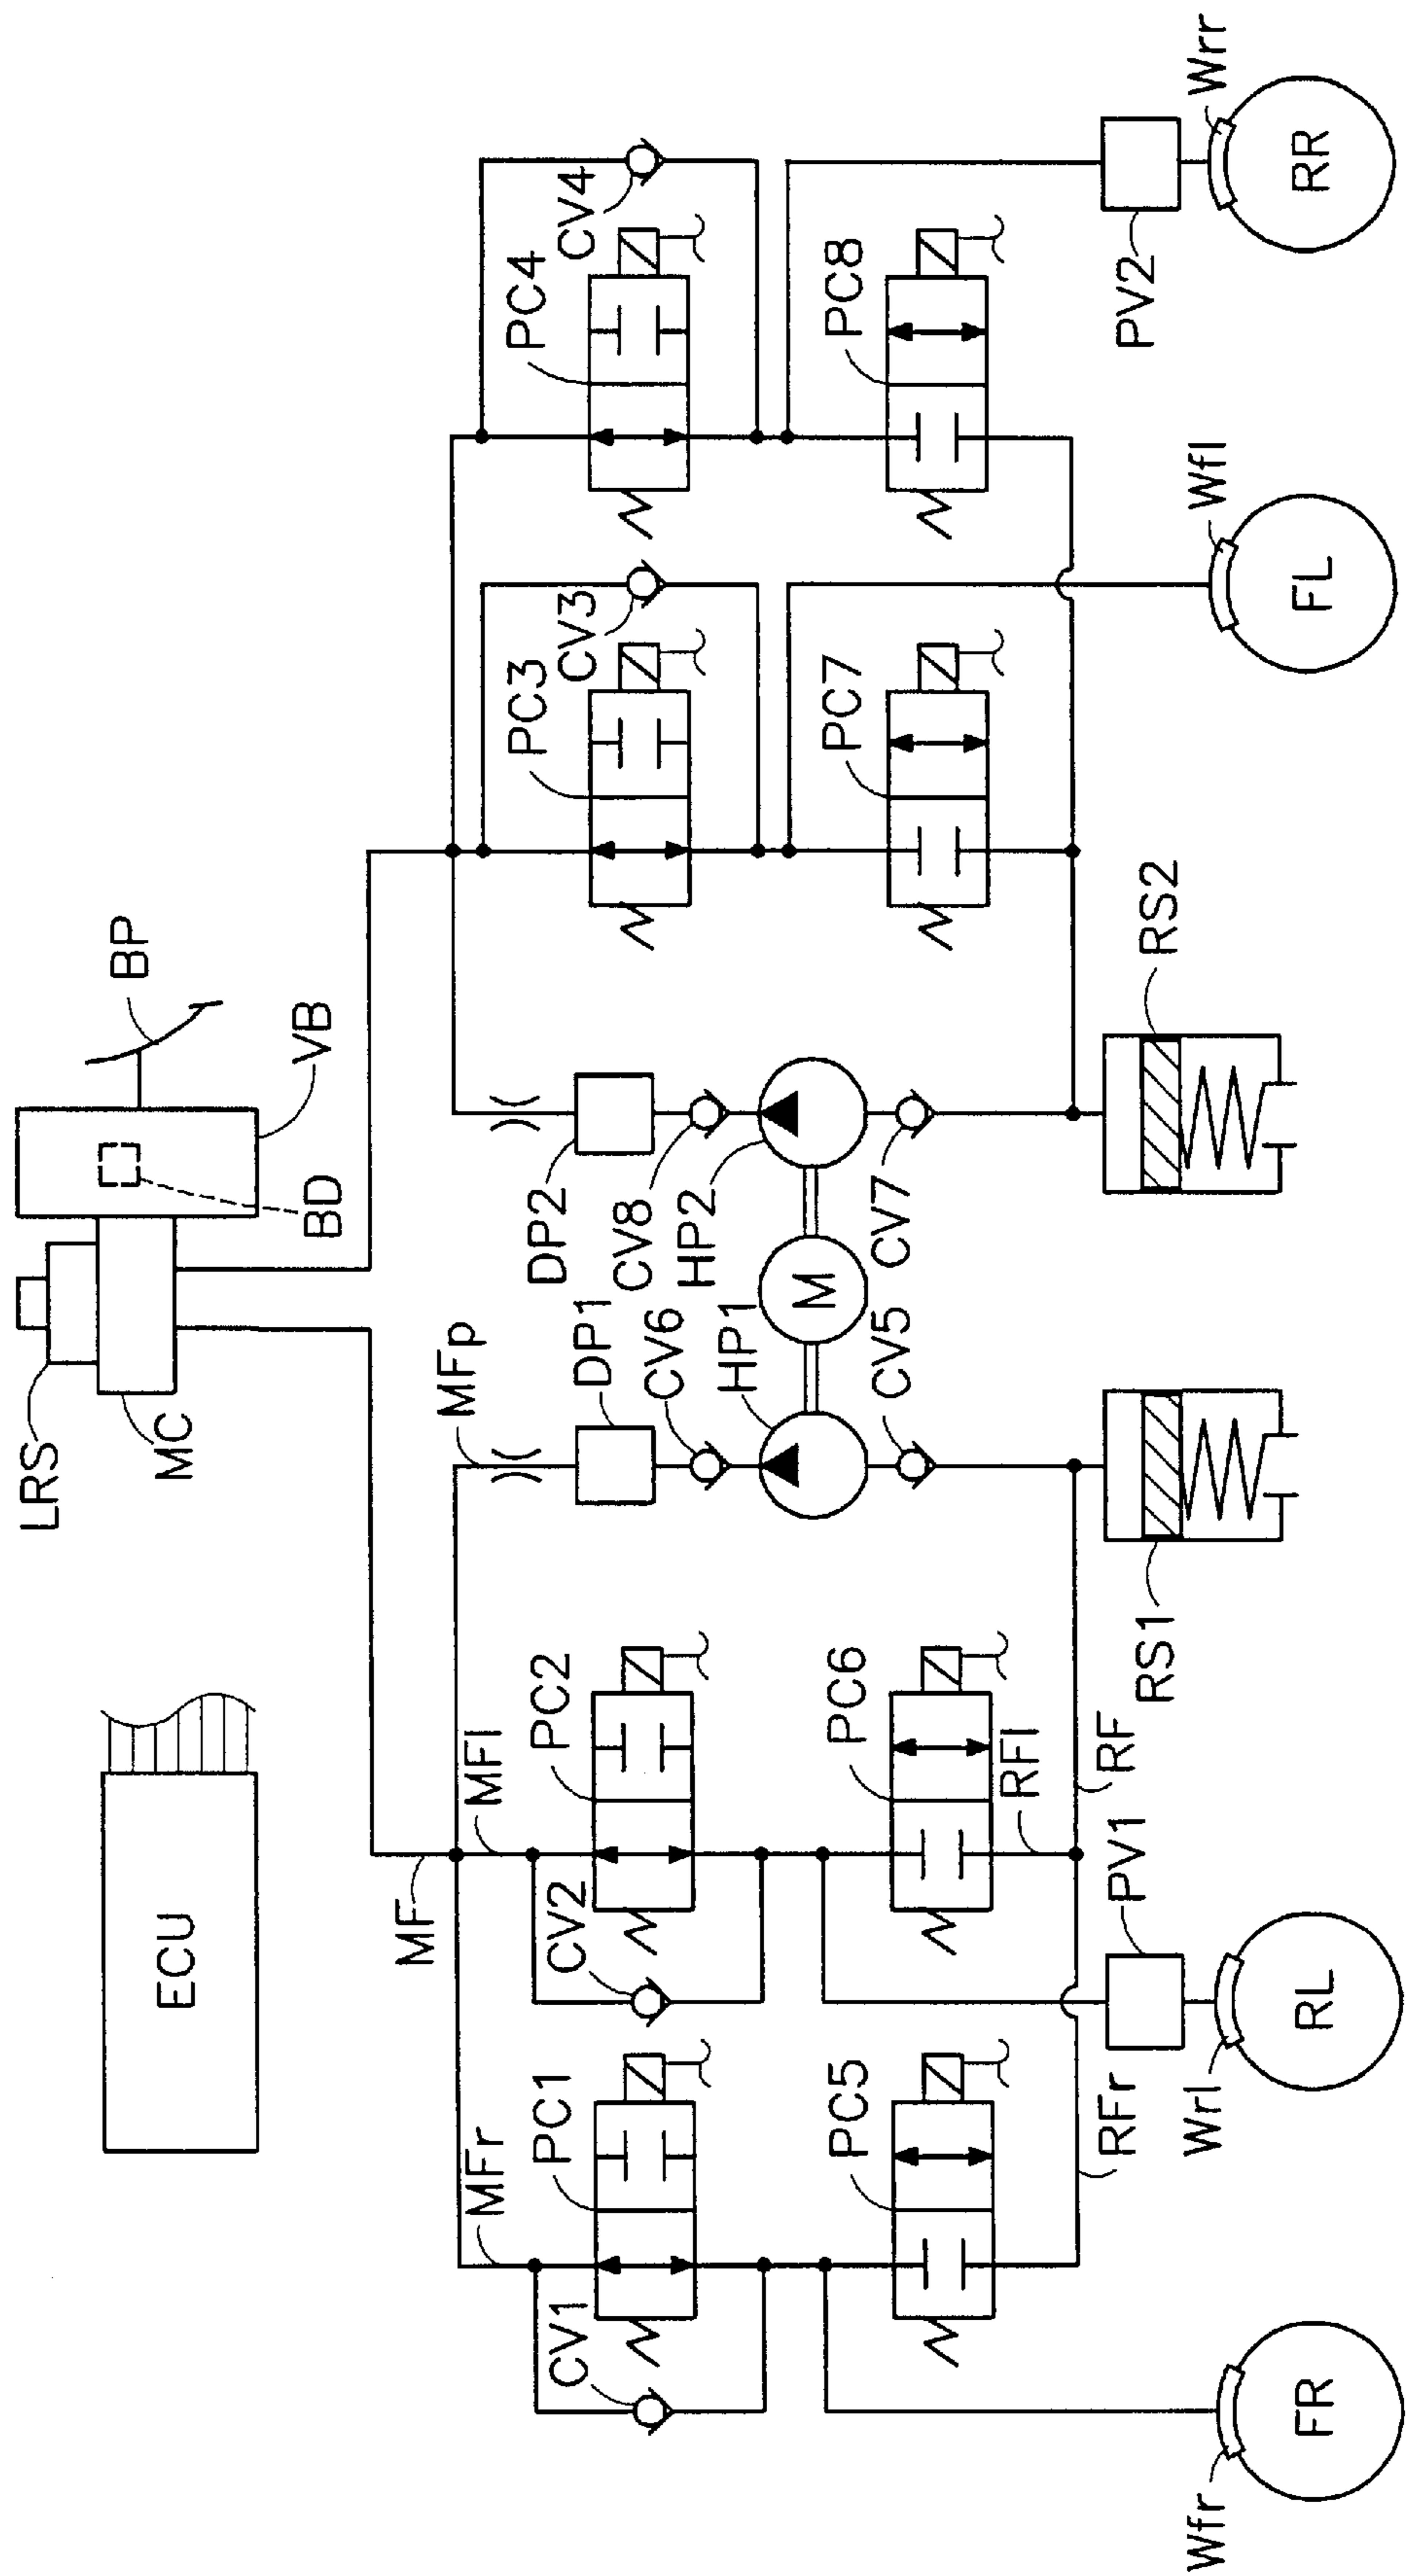 LRS
MC
BD
VB
BP
ECU
MF
MFr
MFl
MFp
PC1
CV1
PC2
CV2
DP1
CV6
HP1
M
DP2
CV8
HP2
PC3
CV3
PC4
CV4
PC5
PC6
CV5
CV7
PC7
PC8
RFr
RFl
RF
RS1
RS2
PV1
PV2
Wfr
FR
Wrl
RL
Wfl
FL
Wrr
RR